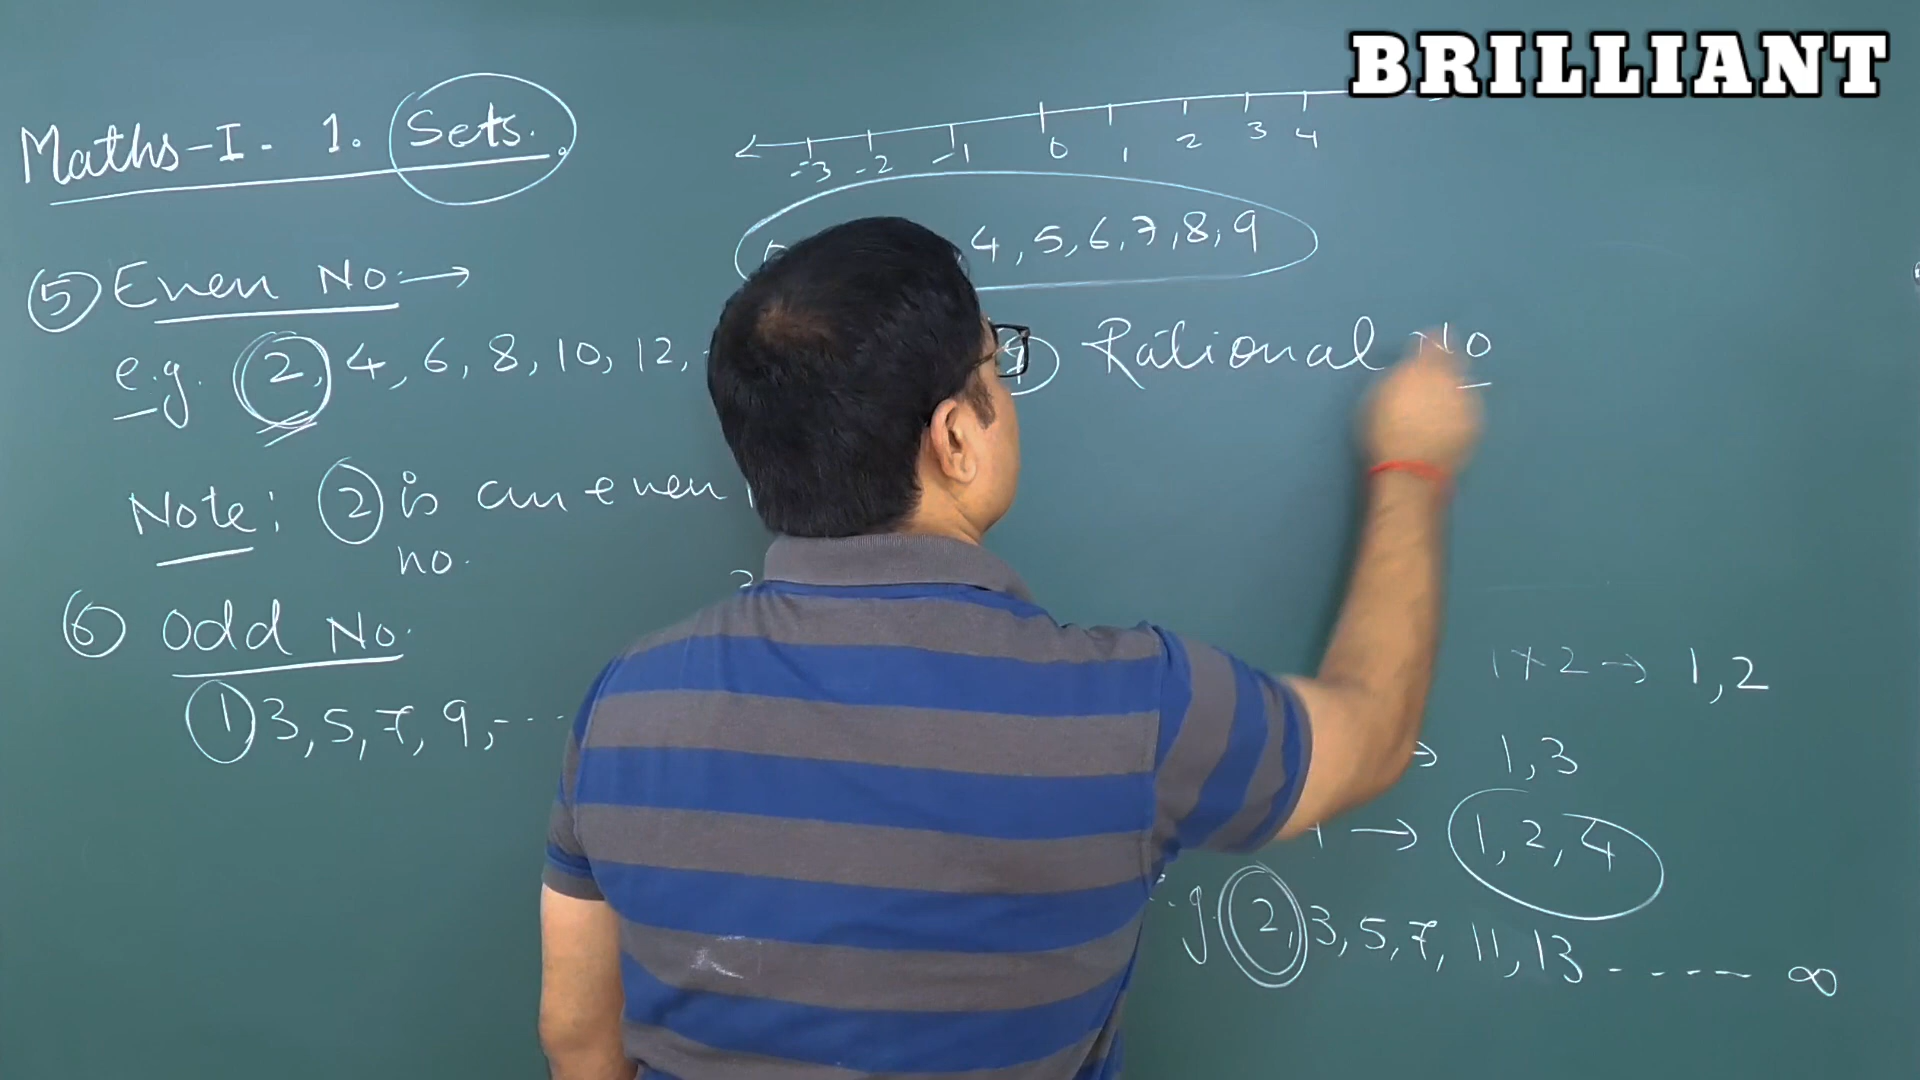 BRILLIANT
Maths-I- 1. Sets.
-3 -2 -1 0 1 2 3 4
4, 5, 6, 7, 8, 9
⑤ Even No. →
e.g. 2, 4, 6, 8, 10, 12,
Rational No
Note: 2 is an even
no.
⑥ Odd No.
1 3, 5, 7, 9, - ...
1×2 → 1, 2
→ 1, 3
→ 1, 2, 4
g. 2, 3, 5, 7, 11, 13 - - - - - ∞